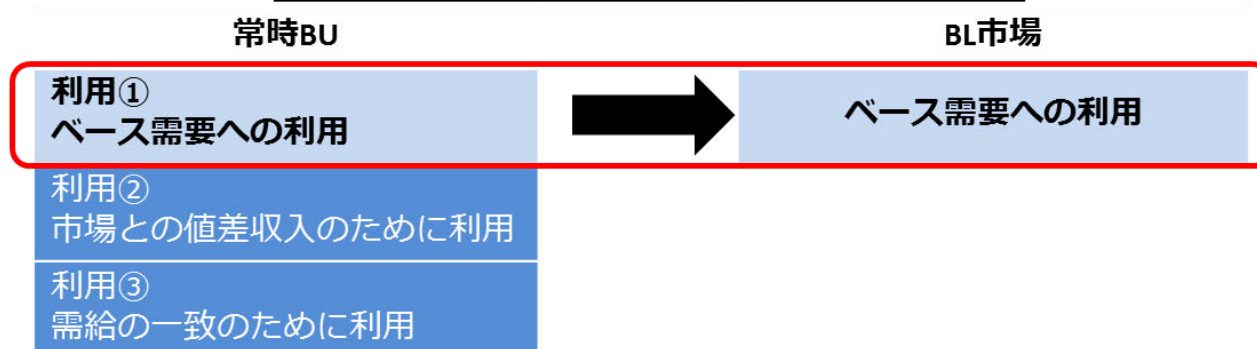 常時BU
BL市場
利用①
ベース需要への利用
ベース需要への利用
利用②
市場との値差収入のために利用
利用③
需給の一致のために利用